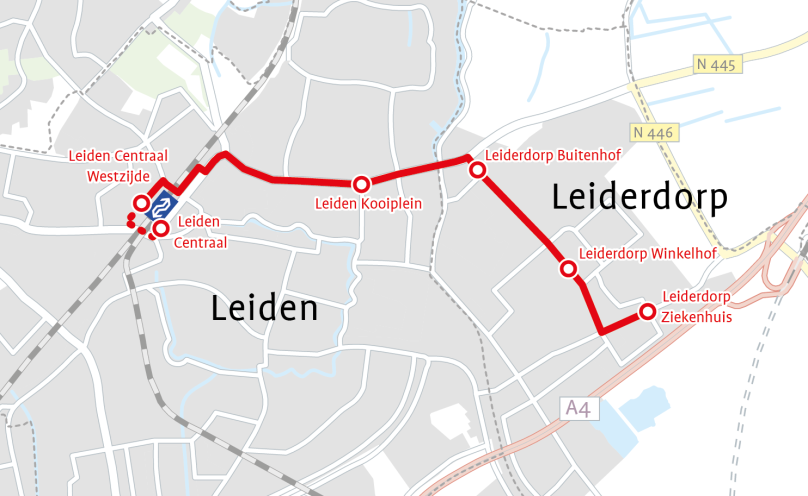 N 445
N 446
Leiden Centraal
Westzijde
Leiderdorp Buitenhof
Leiden Kooiplein
Leiderdorp
Leiden
Centraal
Leiderdorp Winkelhof
Leiden
Leiderdorp
Ziekenhuis
A4